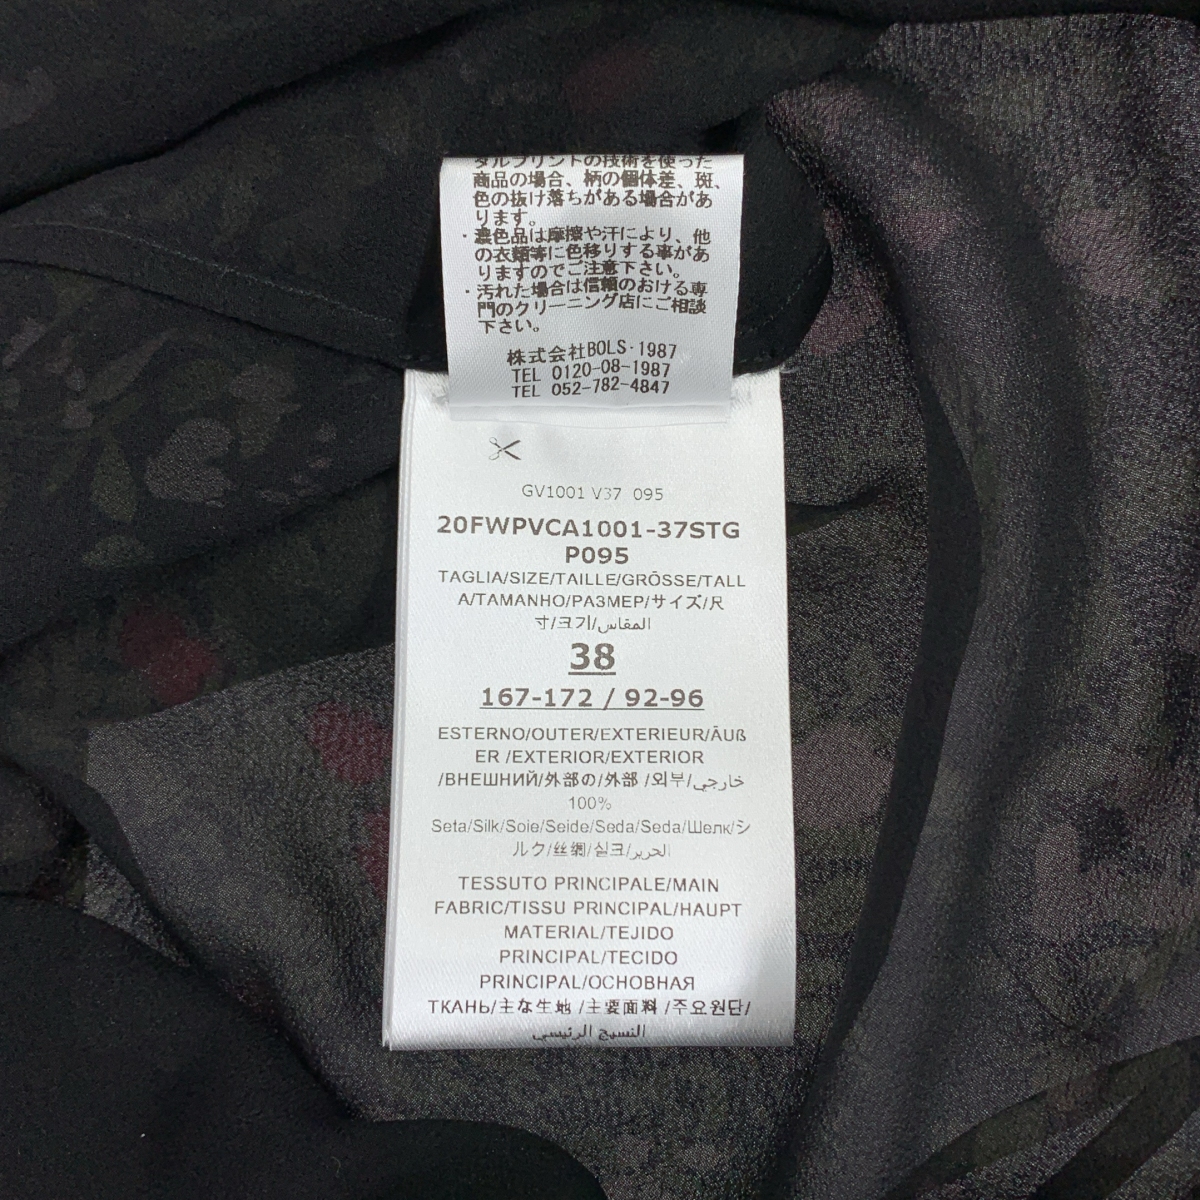 タルプリントの技術を使った
商品の場合、柄の個体差、斑、
色の抜け落ちがある場合があ
ります。
・濃色品は摩擦や汗により、他
の衣類等に色移りする事があ
りますのでご注意下さい。
・汚れた場合は信頼のおける専
門のクリーニング店にご相談
下さい。
株式会社BOLS・1987
TEL 0120-08-1987
TEL 052-782-4847
GV1001 V37 095
20FWPVCA1001-37STG
P095
TAGLIA/SIZE/TAILLE/GRÖSSE/TALL
A/TAMANHO/РАЗМЕР/サイズ/尺
寸/크기/المقاس
38
167-172 / 92-96
ESTERNO/OUTER/EXTERIEUR/ÄUß
ER /EXTERIOR/EXTERIOR
/ВНЕШНИЙ/外部の/外部 /외부/خارجي
100%
Seta/Silk/Soie/Seide/Seda/Seda/Шелк/シ
ルク/丝绸/실크/الحرير
TESSUTO PRINCIPALE/MAIN
FABRIC/TISSU PRINCIPAL/HAUPT
MATERIAL/TEJIDO
PRINCIPAL/TECIDO
PRINCIPAL/ОСНОВНАЯ
ТКАНЬ/主な生地 /主要面料 /주요원단/
النسيج الرئيسي